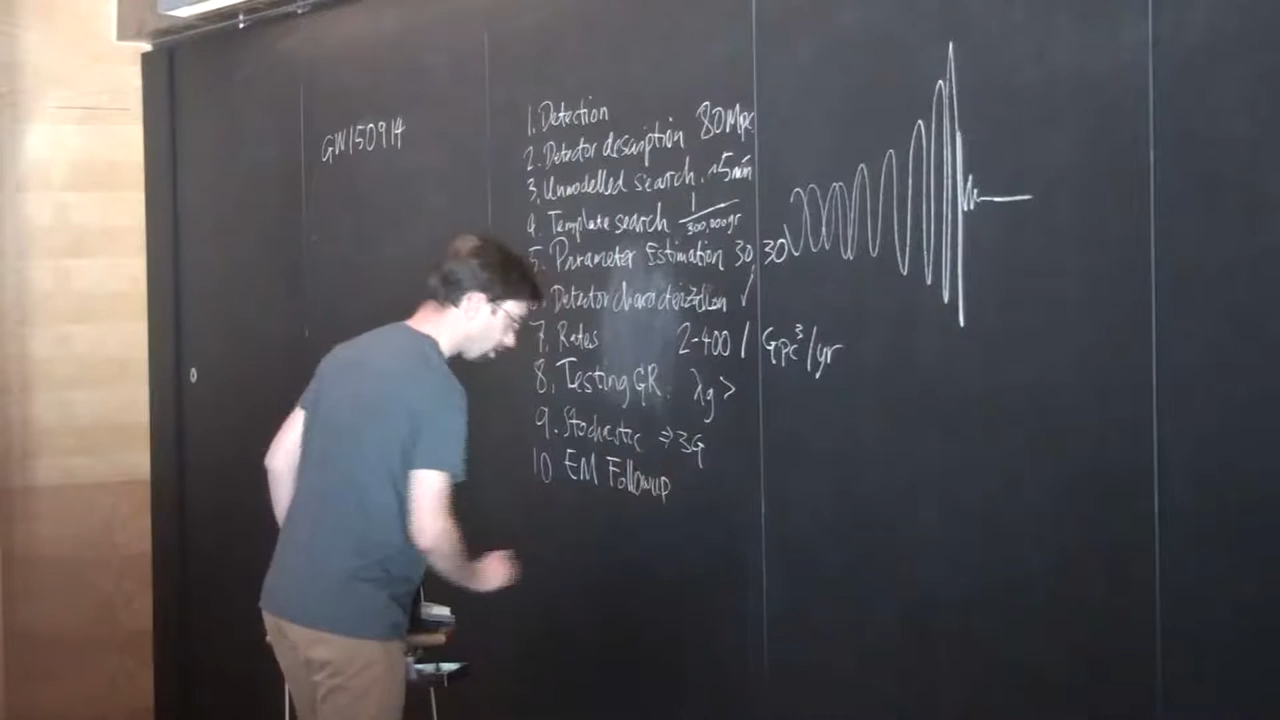 GW150914
1. Detection
2. Detector description 80Mpc
3. Unmodelled search. ~5min
4. Template search 1/300,000yr
5. Parameter Estimation 30, 30
Detector characterization ✓
7. Rates 2-400 / Gpc³/yr
8. Testing GR. λg >
9. Stochastic ⇒ 3G
10 EM Followup